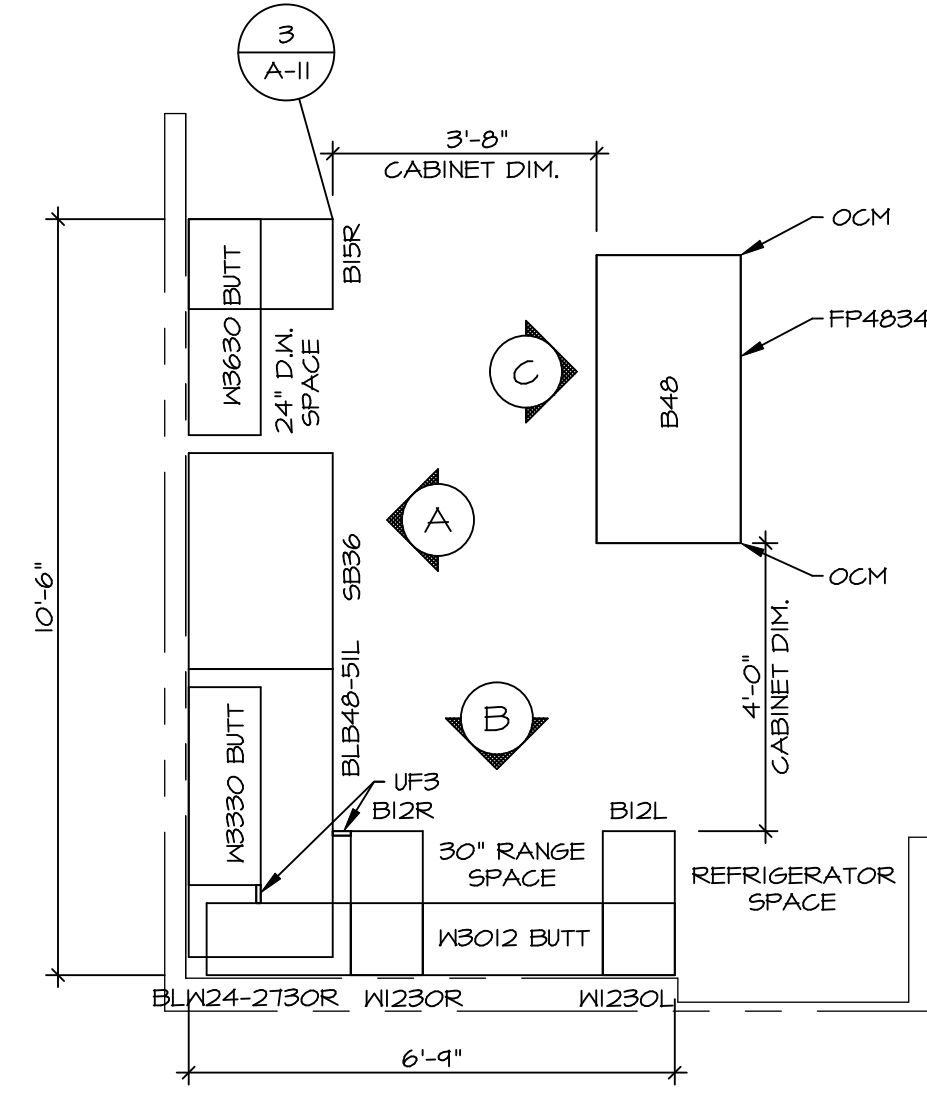 3
A-11
3'-8"
CABINET DIM.
OCM
B15R
W3630 BUTT
24" D.W.
SPACE
FP4834
C
B48
A
SB36
OCM
10'-6"
4'-0"
CABINET DIM.
BLB48-51L
B
W3330 BUTT
UF3
B12R
B12L
30" RANGE
SPACE
REFRIGERATOR
SPACE
W3012 BUTT
BLW24-2730R
W1230R
W1230L
6'-9"